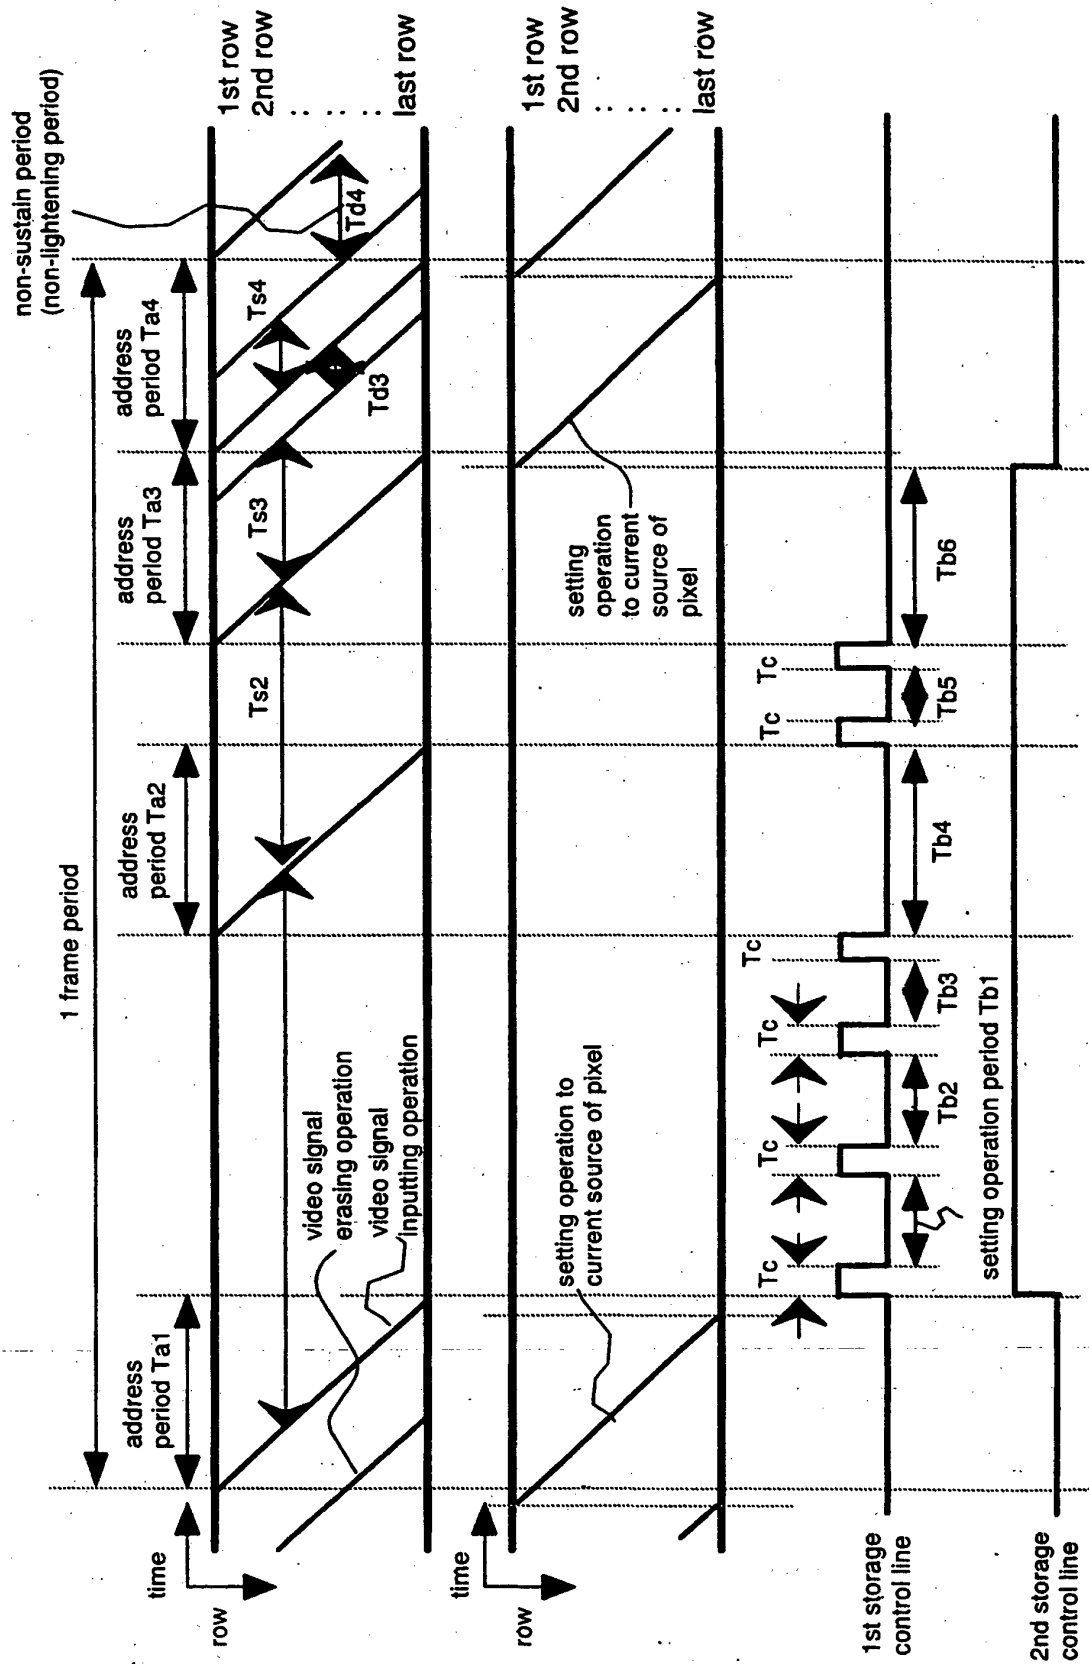 1 frame period
non-sustain period
(non-lightening period)
address
period Ta1
address
period Ta2
address
period Ta3
address
period Ta4
time
row
video signal
erasing operation
video signal
inputting operation
Ts2
Ts3
Td3
Ts4
Td4
1st row
2nd row
:
:
:
last row
time
row
setting operation to
current source of pixel
setting
operation
to current
source of
pixel
1st row
2nd row
:
:
:
last row
Tc
Tc
Tc
Tc
Tc
Tc
1st storage
control line
Tb2
Tb3
Tb4
Tb5
Tb6
setting operation period Tb1
2nd storage
control line